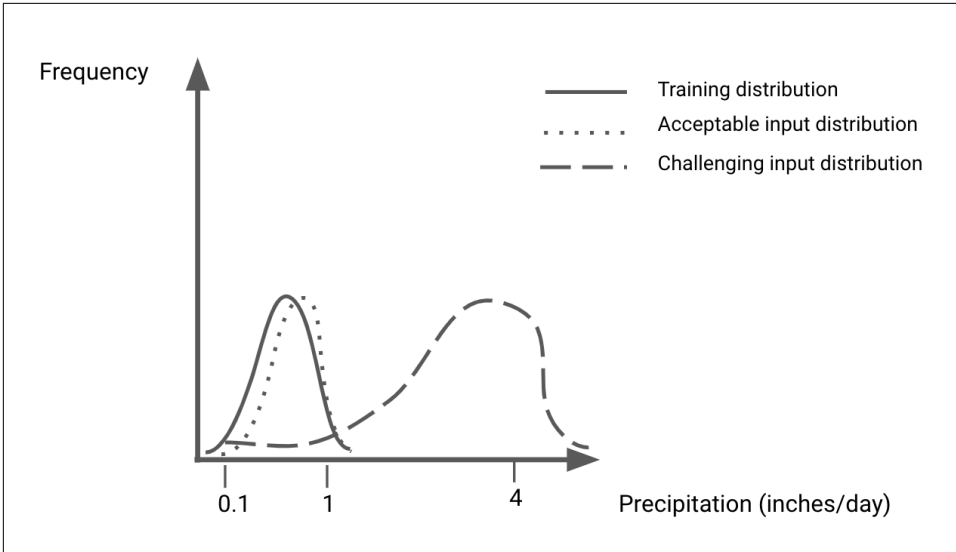 Frequency
Training distribution
Acceptable input distribution
Challenging input distribution
0.1
1
4
Precipitation (inches/day)